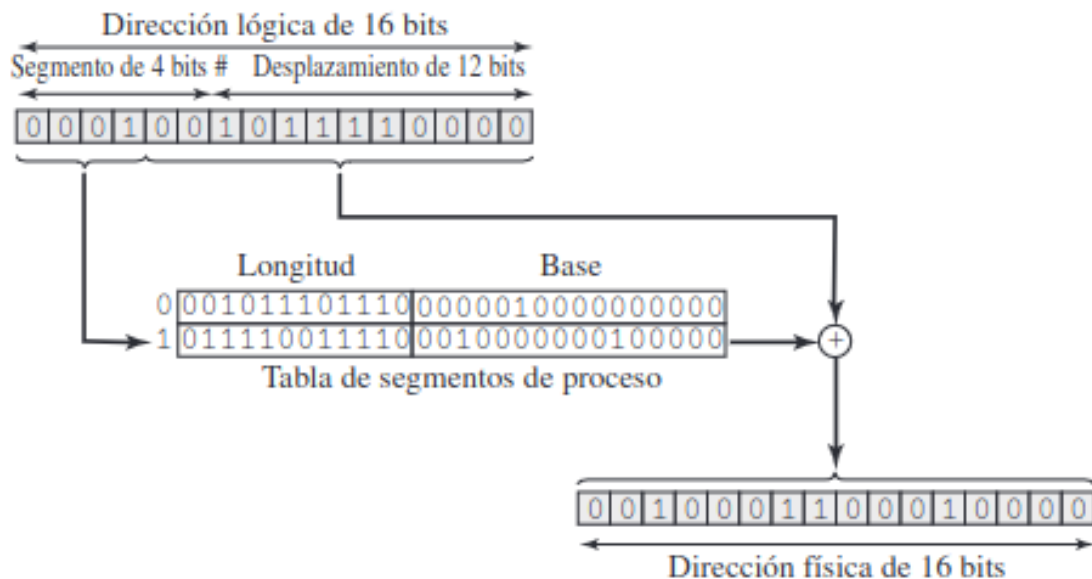 Dirección lógica de 16 bits
Segmento de 4 bits # Desplazamiento de 12 bits
0 0 0 1 0 0 1 0 1 1 1 1 0 0 0 0
Longitud Base
0 001011101110 0000010000000000
1 011110011110 0010000000100000
+
Tabla de segmentos de proceso
0 0 1 0 0 0 1 1 0 0 0 1 0 0 0 0
Dirección física de 16 bits